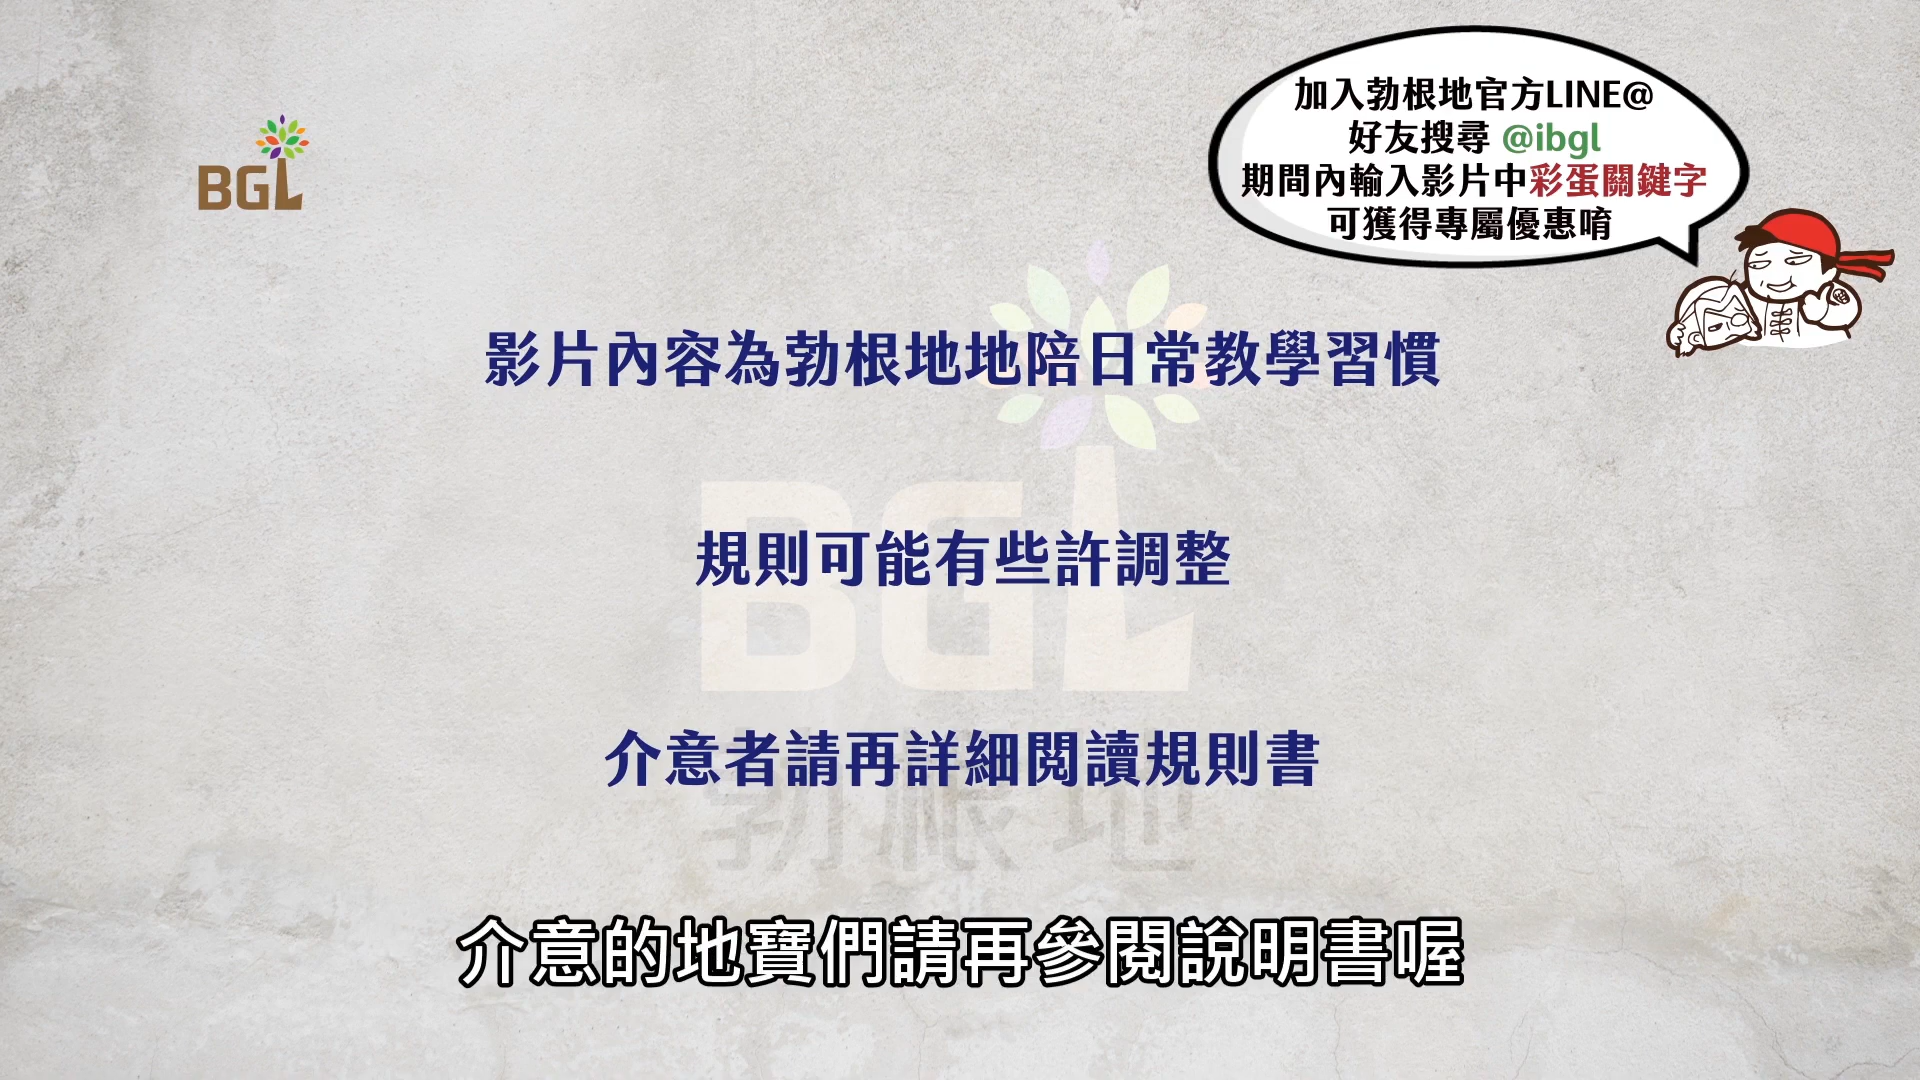 加入勃根地官方LINE@
好友搜尋 @ibgl
期間內輸入影片中彩蛋關鍵字
可獲得專屬優惠唷
BGL
影片內容為勃根地地陪日常教學習慣
規則可能有些許調整
介意者請再詳細閱讀規則書
BGL
勃根地
介意的地寶們請再參閱說明書喔